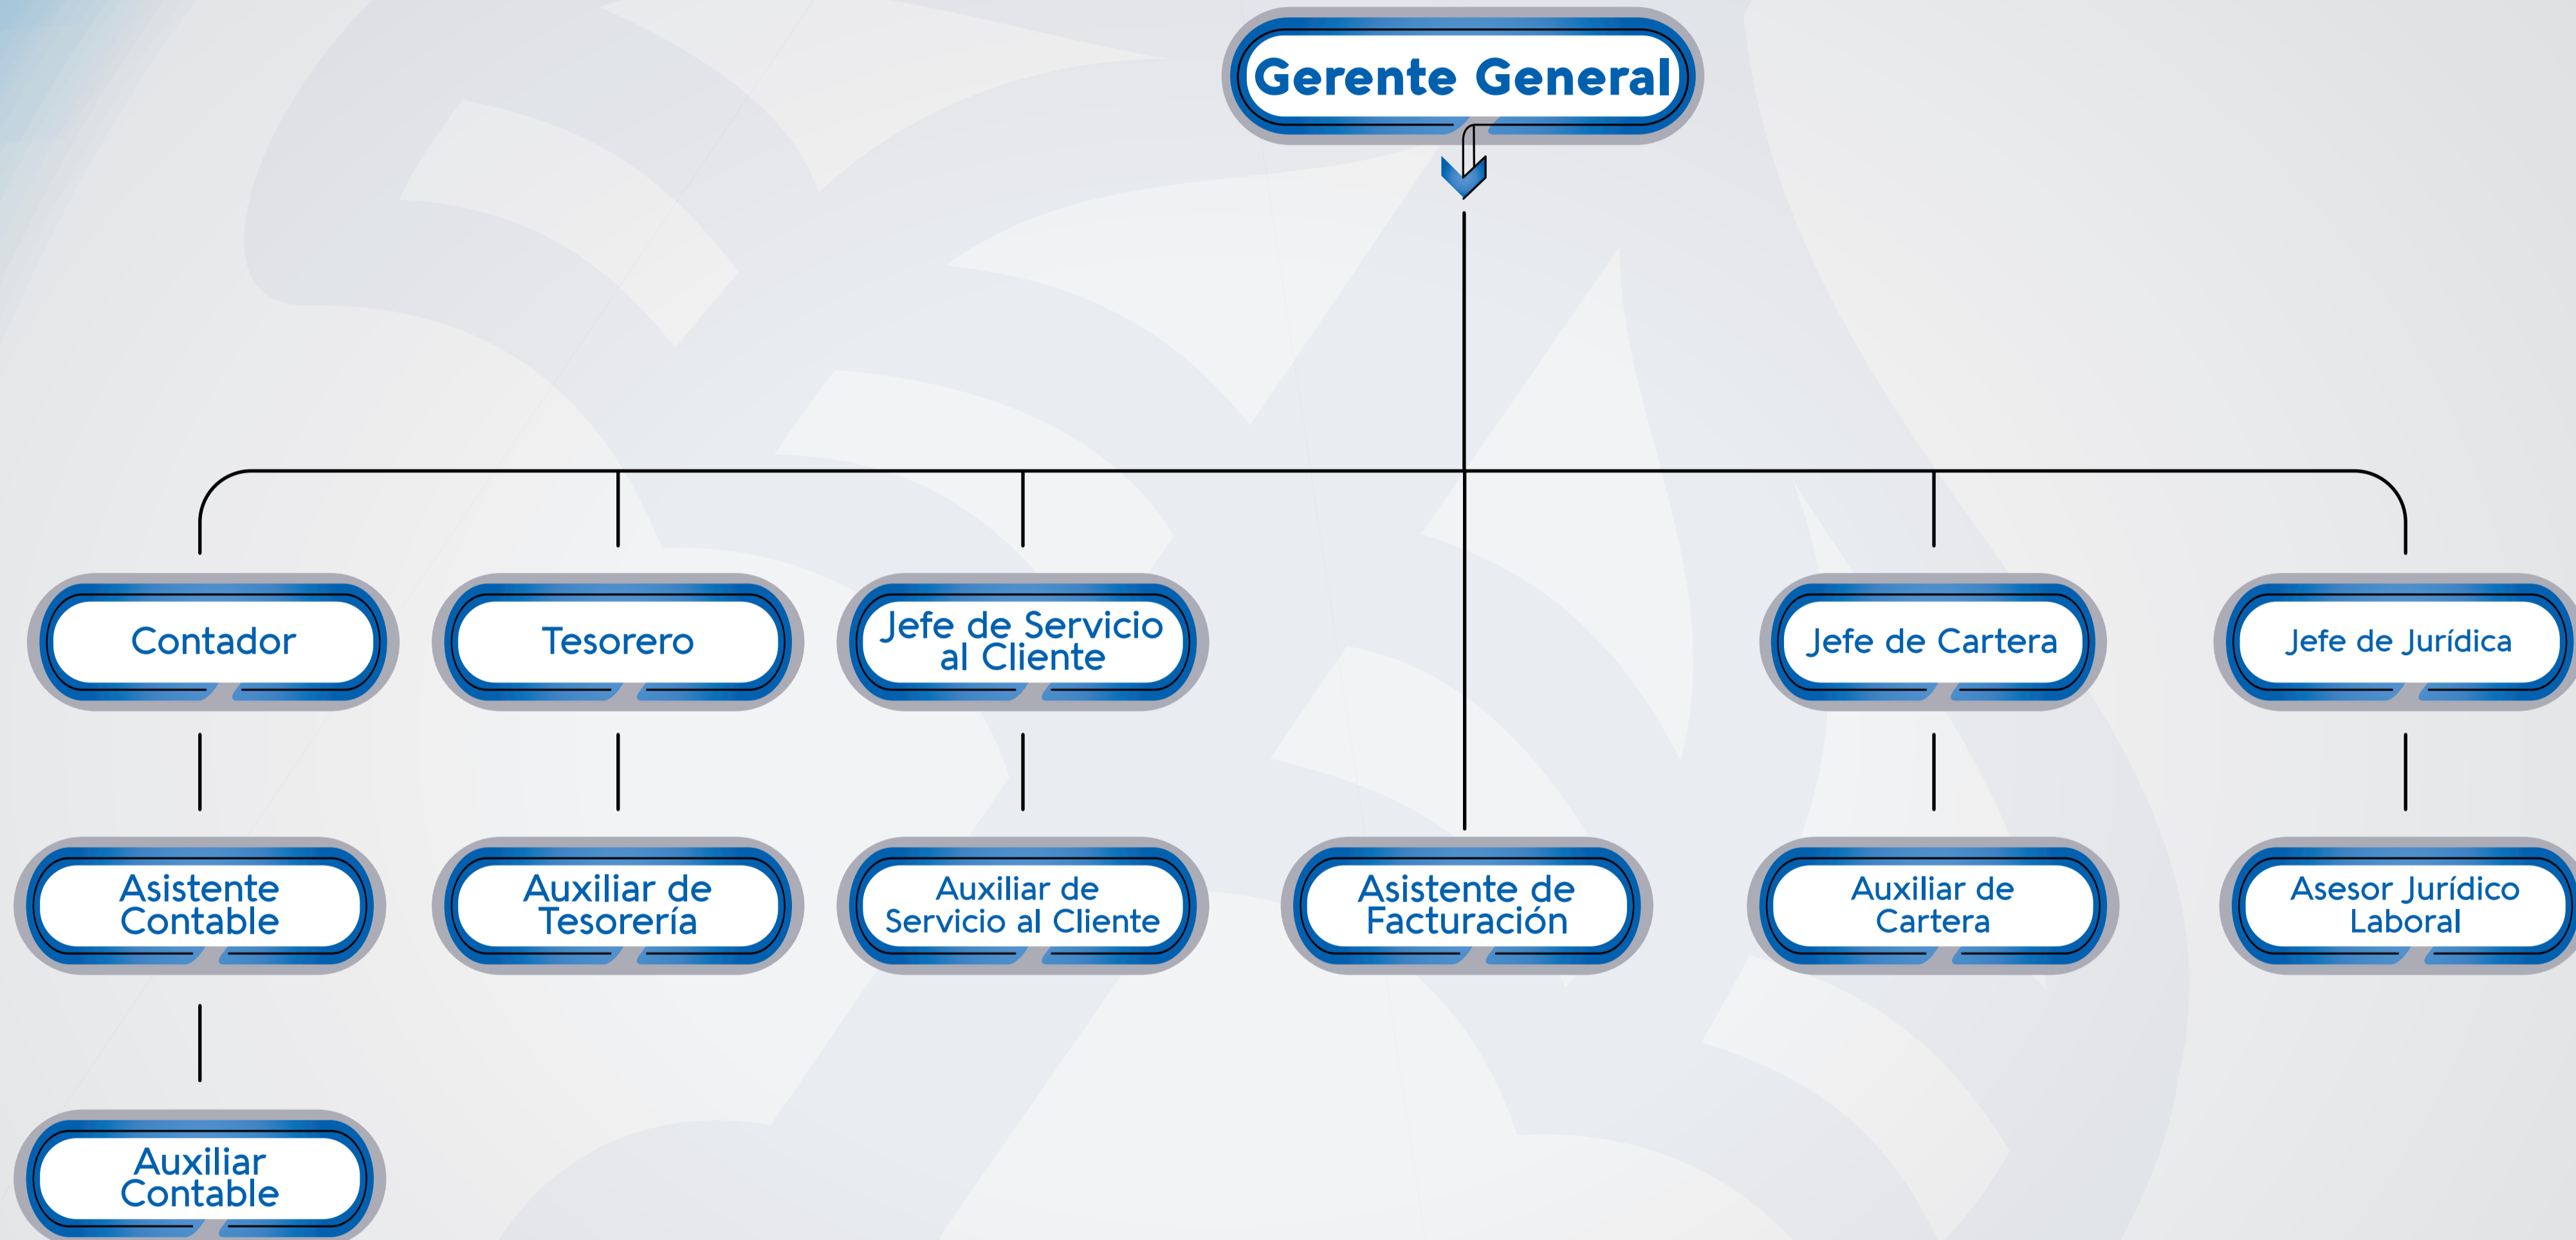 Gerente General
Contador
Tesorero
Jefe de Servicio
al Cliente
Jefe de Cartera
Jefe de Jurídica
Asistente
Contable
Auxiliar de
Tesorería
Auxiliar de
Servicio al Cliente
Asistente de
Facturación
Auxiliar de
Cartera
Asesor Jurídico
Laboral
Auxiliar
Contable